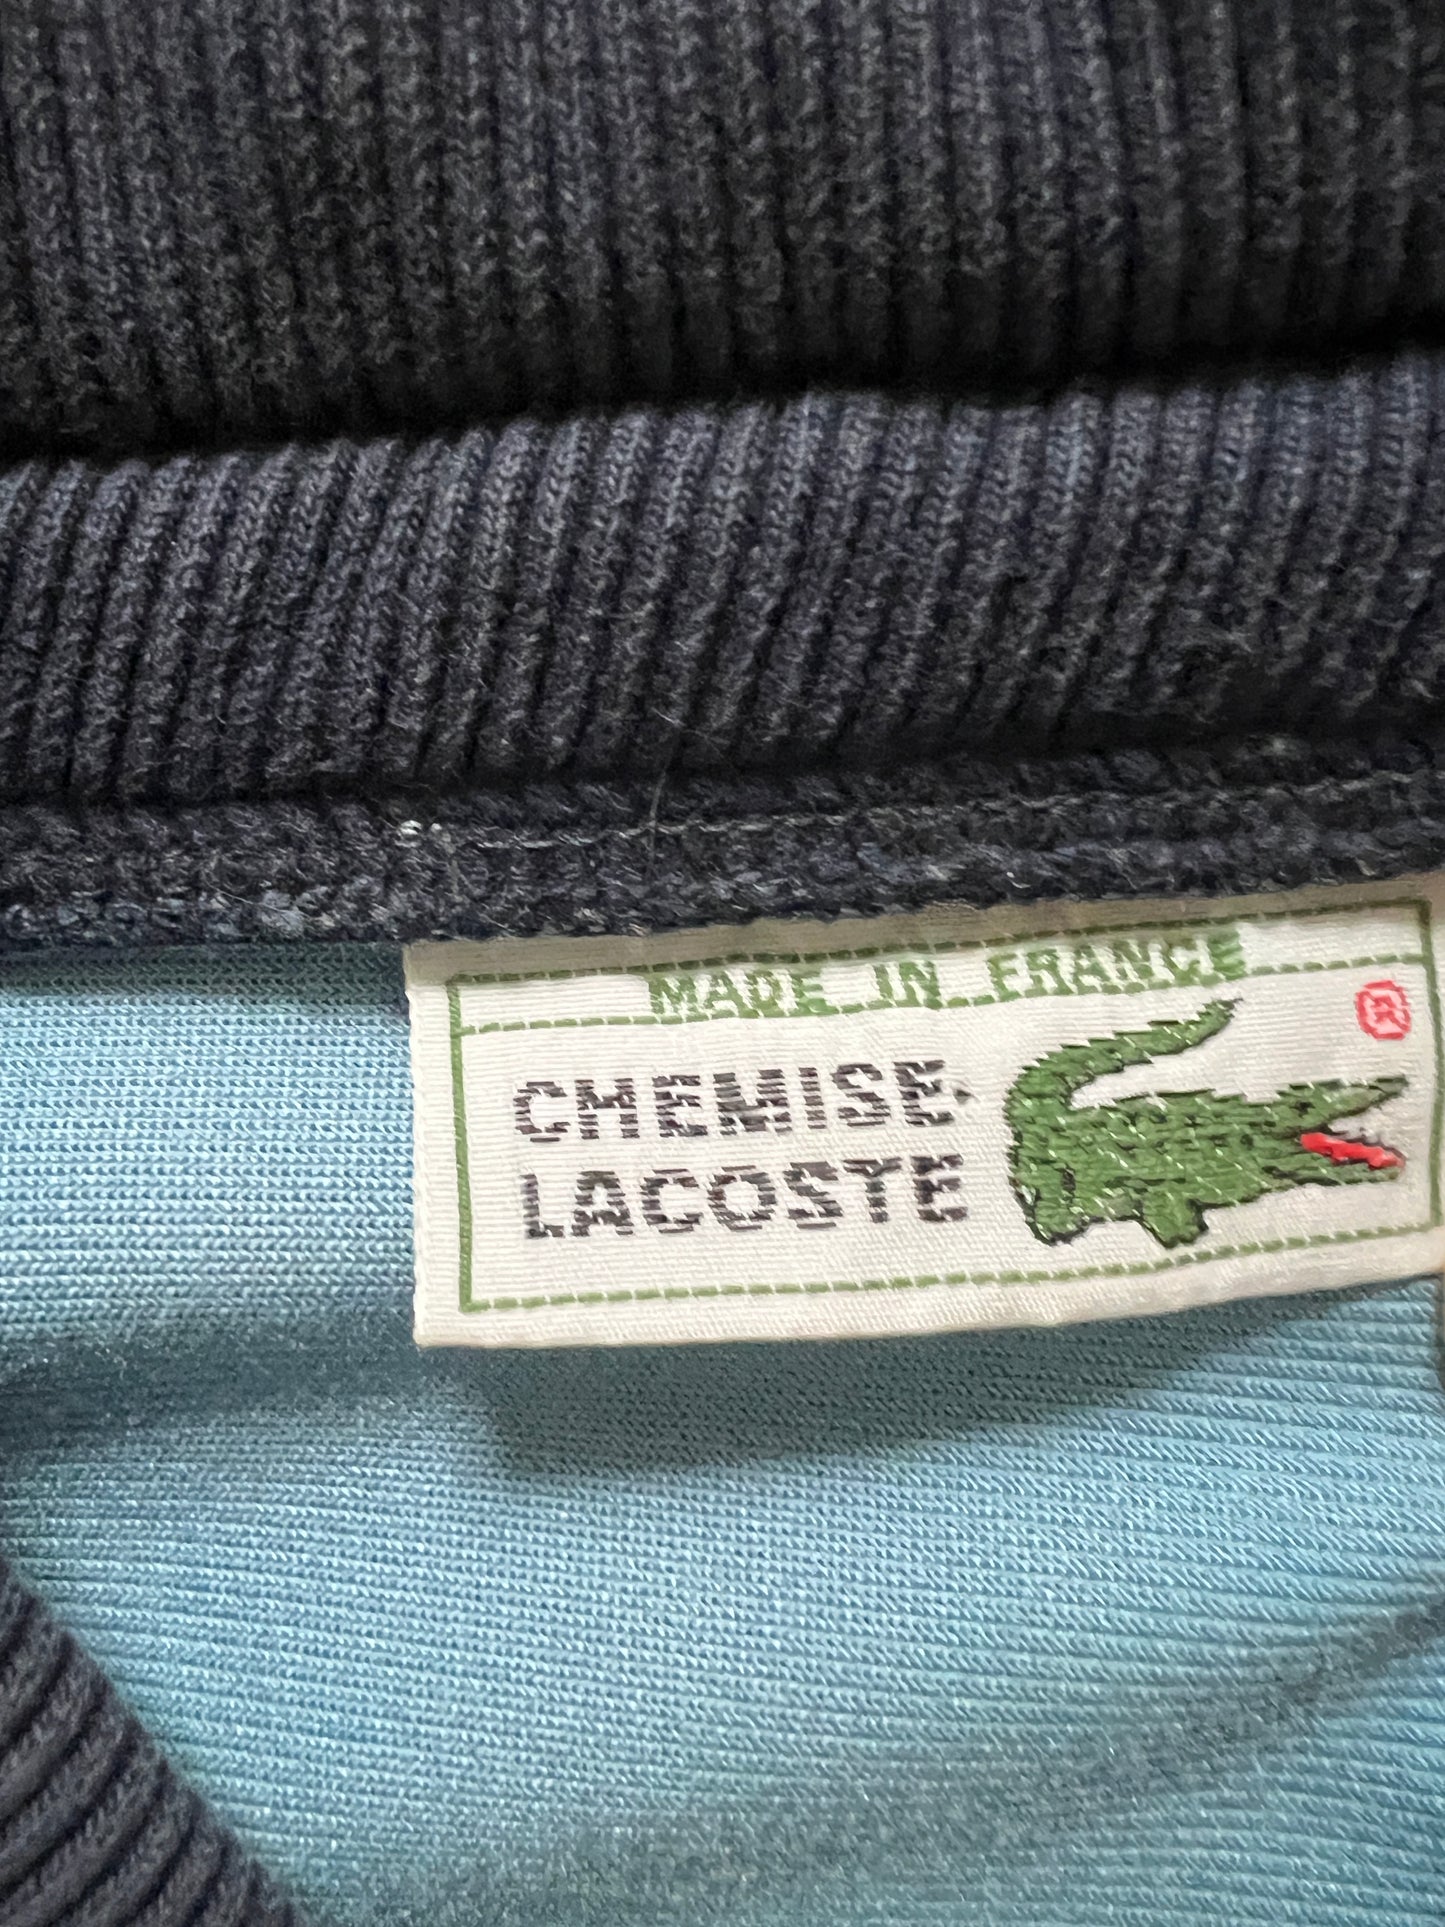 MADE IN FRANCE
®
CHEMISE
LACOSTE